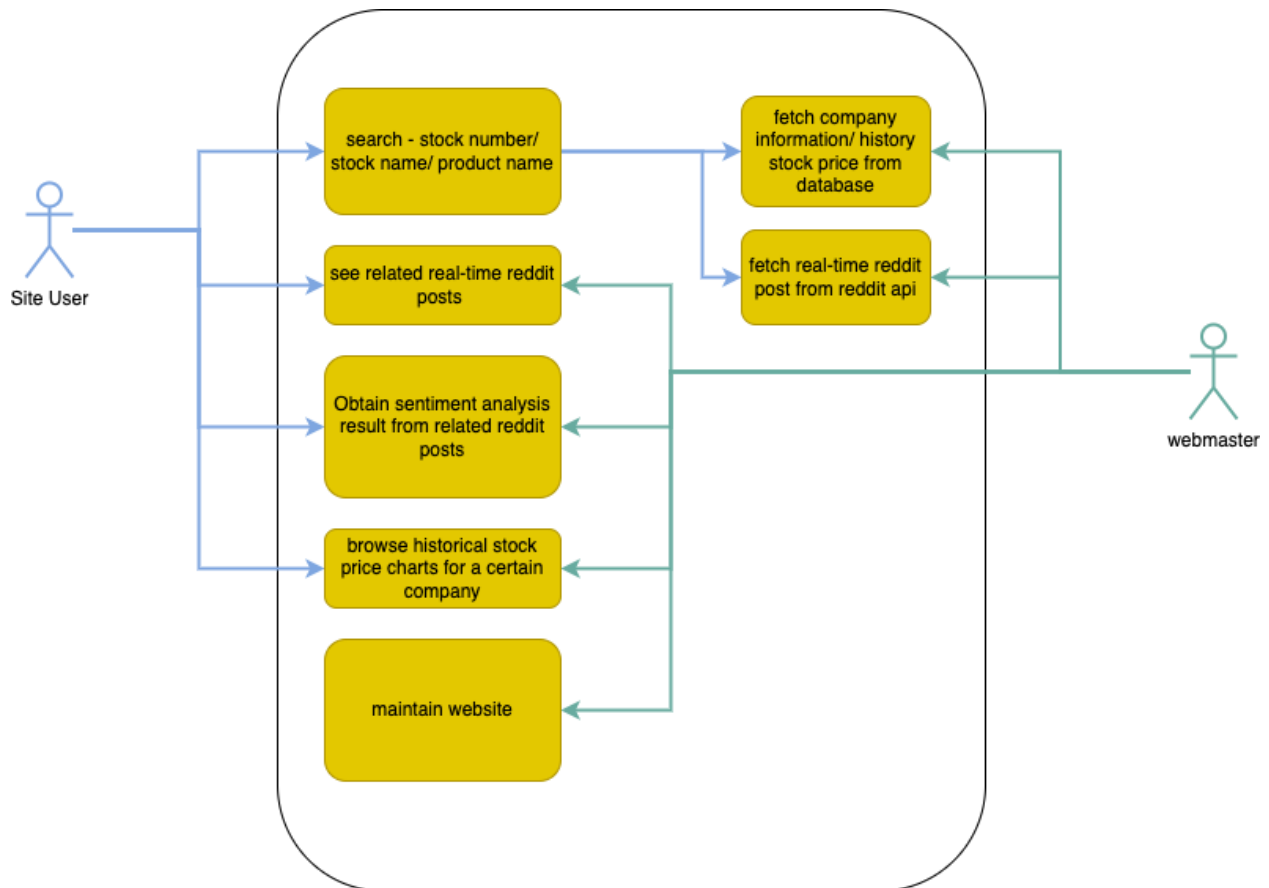 search - stock number/
stock name/ product name
fetch company
information/ history
stock price from
database
Site User
see related real-time reddit
posts
fetch real-time reddit
post from reddit api
Obtain sentiment analysis
result from related reddit
posts
webmaster
browse historical stock
price charts for a certain
company
maintain website